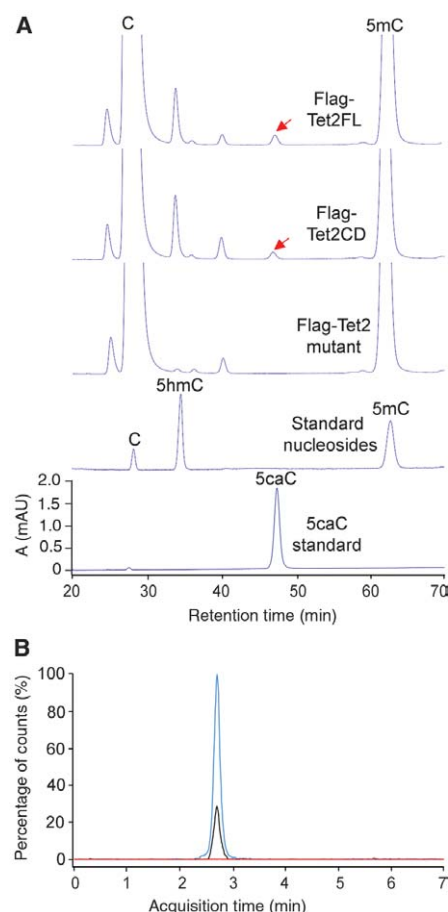 A
C
5mC
Flag-
Tet2FL
Flag-
Tet2CD
Flag-Tet2
mutant
5hmC
5mC
C
Standard
nucleosides
5caC
2.0
1.5
1.0
0.5
0
A (mAU)
5caC
standard
20 30 40 50 60 70
Retention time (min)
B
100
80
60
40
20
0
Percentage of counts (%)
0 1 2 3 4 5 6 7
Acquisition time (min)